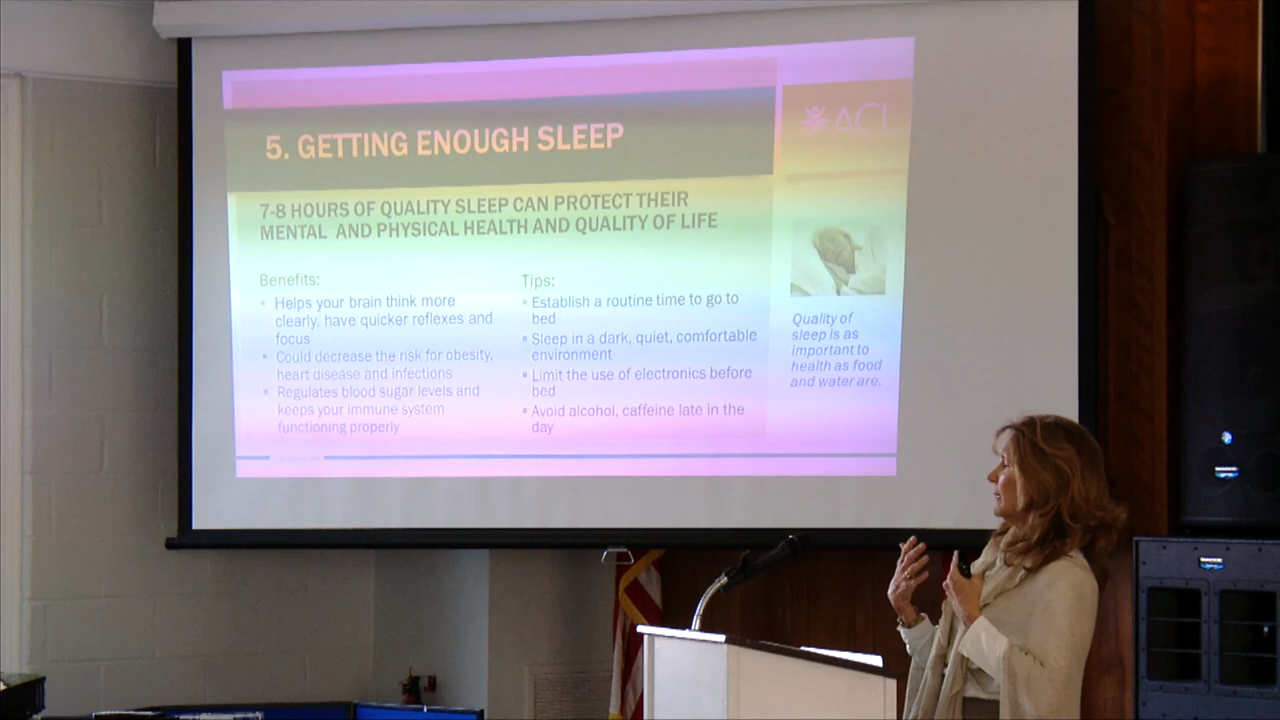 5. GETTING ENOUGH SLEEP
ACL
7-8 HOURS OF QUALITY SLEEP CAN PROTECT THEIR
MENTAL AND PHYSICAL HEALTH AND QUALITY OF LIFE
Benefits:
▪ Helps your brain think more
clearly, have quicker reflexes and
focus
▪ Could decrease the risk for obesity,
heart disease and infections
▪ Regulates blood sugar levels and
keeps your immune system
functioning properly
Tips:
▪ Establish a routine time to go to
bed
▪ Sleep in a dark, quiet, comfortable
environment
▪ Limit the use of electronics before
bed
▪ Avoid alcohol, caffeine late in the
day
Quality of
sleep is as
important to
health as food
and water are.